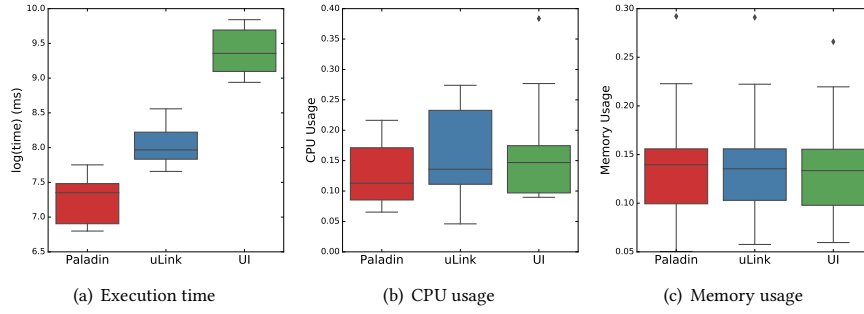 10.0
9.5
9.0
8.5
8.0
7.5
7.0
6.5
log(time) (ms)
Paladin uLink UI
(a) Execution time
0.40
0.35
0.30
0.25
0.20
0.15
0.10
0.05
0.00
CPU Usage
Paladin uLink UI
(b) CPU usage
0.30
0.25
0.20
0.15
0.10
0.05
Memory Usage
Paladin uLink UI
(c) Memory usage